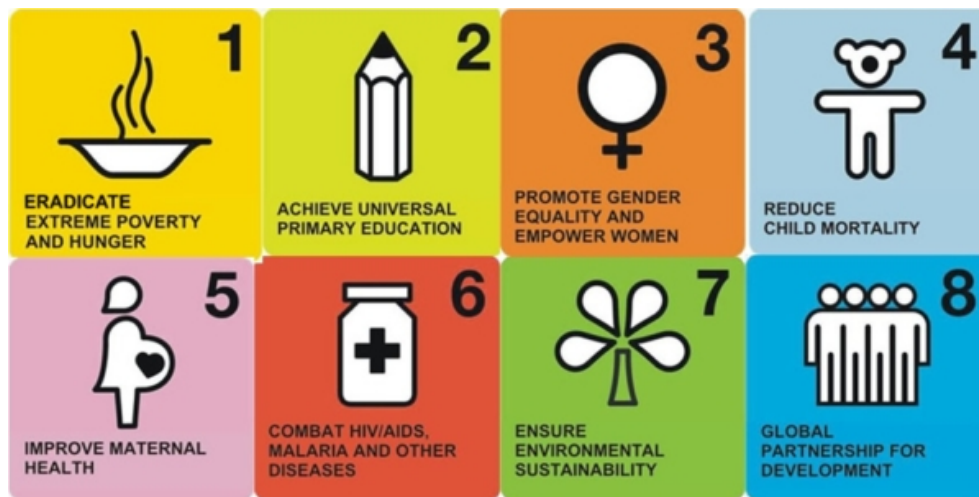 1
ERADICATE
EXTREME POVERTY
AND HUNGER
2
ACHIEVE UNIVERSAL
PRIMARY EDUCATION
3
PROMOTE GENDER
EQUALITY AND
EMPOWER WOMEN
4
REDUCE
CHILD MORTALITY
5
IMPROVE MATERNAL
HEALTH
6
COMBAT HIV/AIDS,
MALARIA AND OTHER
DISEASES
7
ENSURE
ENVIRONMENTAL
SUSTAINABILITY
8
GLOBAL
PARTNERSHIP FOR
DEVELOPMENT